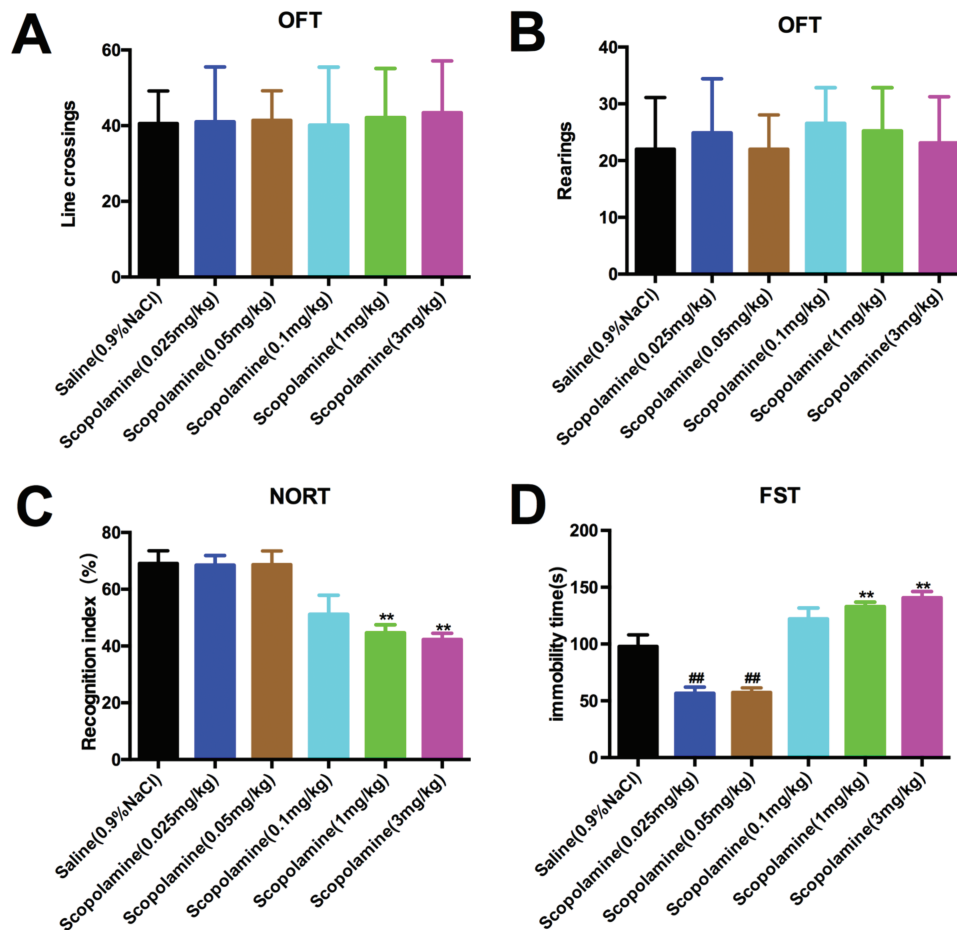 A
OFT
Line crossings
60
40
20
0
Saline(0.9%NaCl)
Scopolamine(0.025mg/kg)
Scopolamine(0.05mg/kg)
Scopolamine(0.1mg/kg)
Scopolamine(1mg/kg)
Scopolamine(3mg/kg)
B
OFT
Rearings
40
30
20
10
0
Saline(0.9%NaCl)
Scopolamine(0.025mg/kg)
Scopolamine(0.05mg/kg)
Scopolamine(0.1mg/kg)
Scopolamine(1mg/kg)
Scopolamine(3mg/kg)
C
NORT
Recognition index (%)
80
60
40
20
0
**
**
Saline(0.9%NaCl)
Scopolamine(0.025mg/kg)
Scopolamine(0.05mg/kg)
Scopolamine(0.1mg/kg)
Scopolamine(1mg/kg)
Scopolamine(3mg/kg)
D
FST
immobility time(s)
200
150
100
50
0
##
##
**
**
Saline(0.9%NaCl)
Scopolamine(0.025mg/kg)
Scopolamine(0.05mg/kg)
Scopolamine(0.1mg/kg)
Scopolamine(1mg/kg)
Scopolamine(3mg/kg)